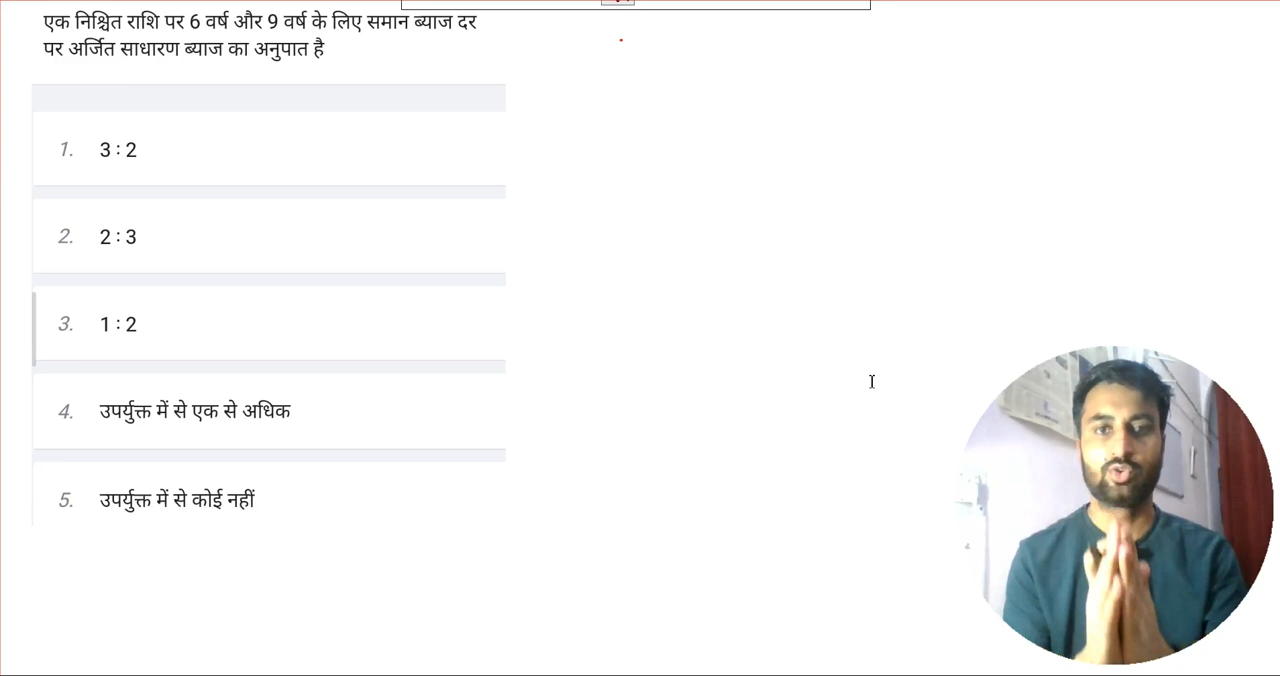 एक निश्चित राशि पर 6 वर्ष और 9 वर्ष के लिए समान ब्याज दर
पर अर्जित साधारण ब्याज का अनुपात है
1. 3 : 2
2. 2 : 3
3. 1 : 2
4. उपर्युक्त में से एक से अधिक
5. उपर्युक्त में से कोई नहीं